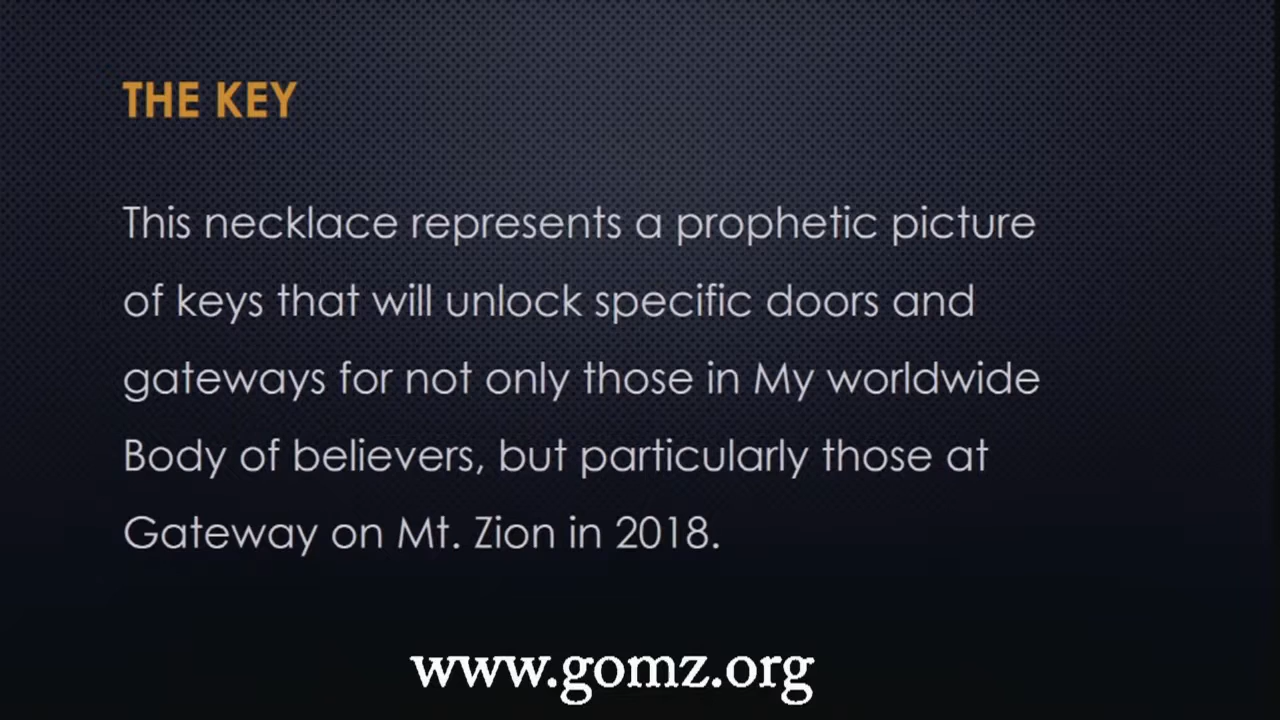 THE KEY
This necklace represents a prophetic picture
of keys that will unlock specific doors and
gateways for not only those in My worldwide
Body of believers, but particularly those at
Gateway on Mt. Zion in 2018.
www.gomz.org